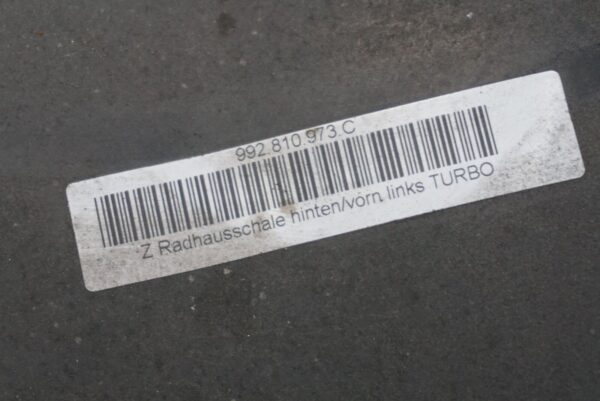 992.810.973.C
Z Radhausschale hinten/vorn links TURBO